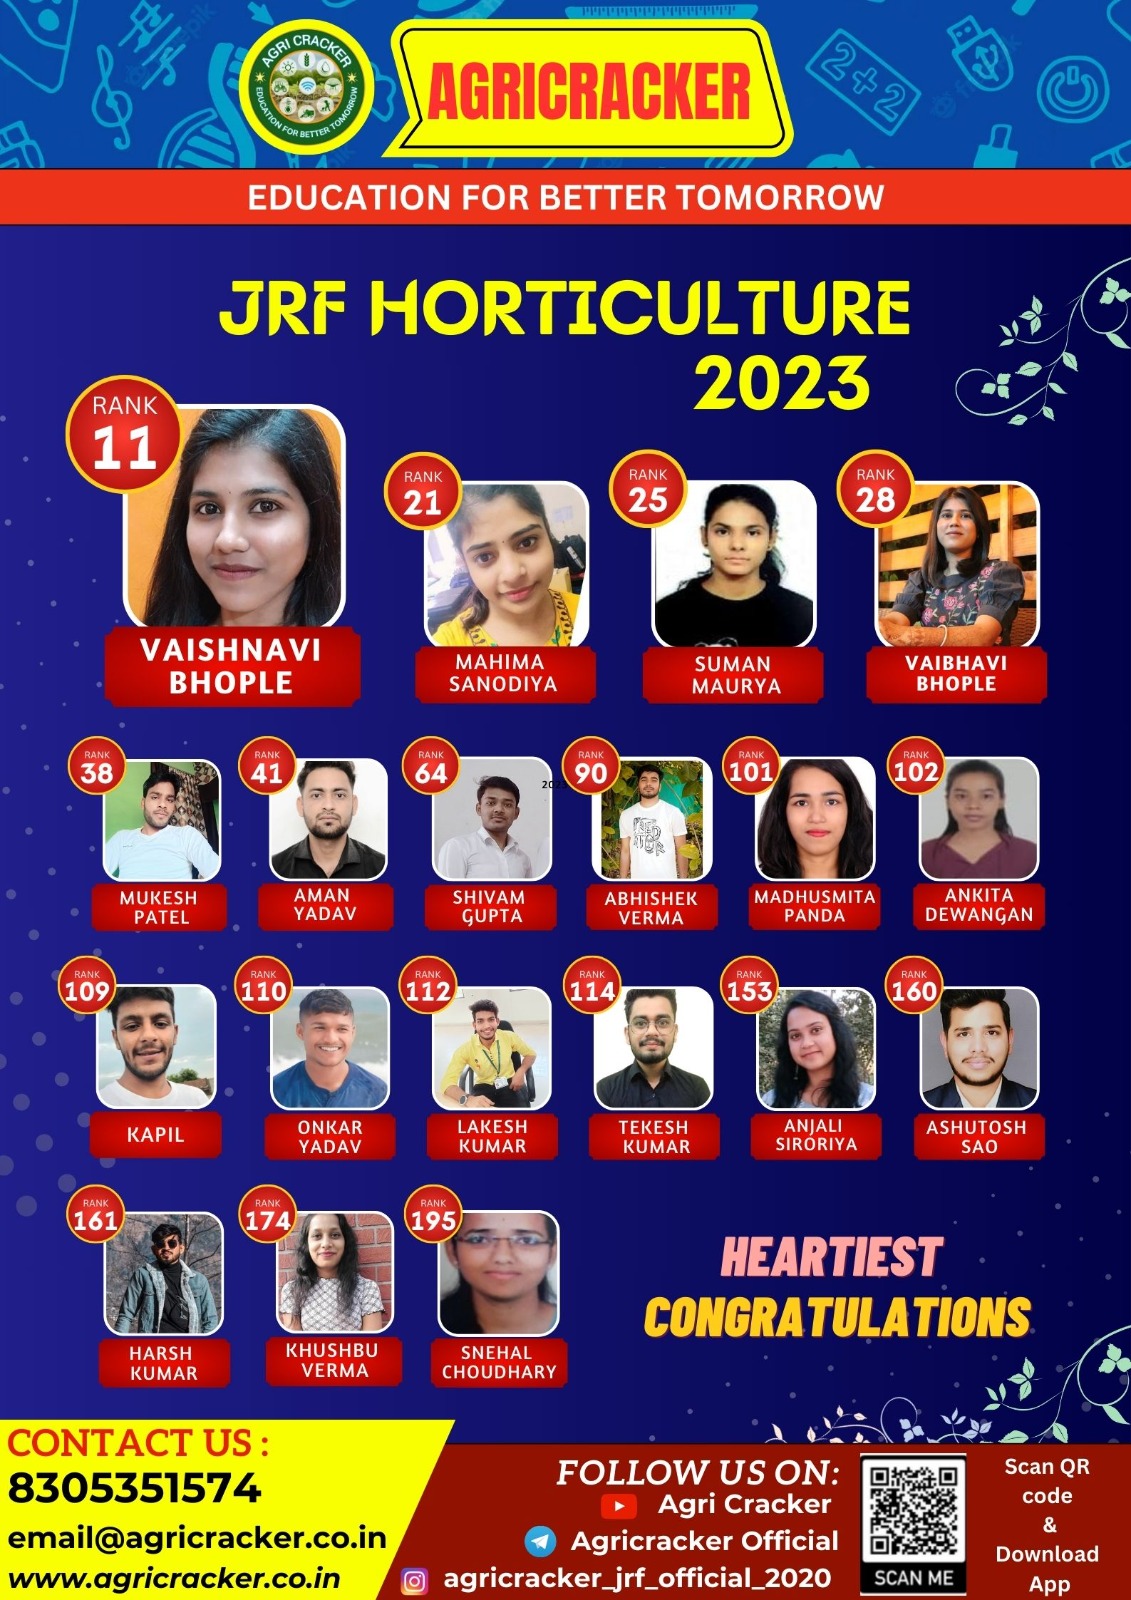 AGRI CRACKER
EDUCATION FOR BETTER TOMORROW
AGRICRACKER
2+2
EDUCATION FOR BETTER TOMORROW
JRF HORTICULTURE
2023
RANK
11
VAISHNAVI
BHOPLE
RANK
21
MAHIMA
SANODIYA
RANK
25
SUMAN
MAURYA
RANK
28
VAIBHAVI
BHOPLE
RANK
38
MUKESH
PATEL
RANK
41
AMAN
YADAV
RANK
64
SHIVAM
GUPTA
RANK
90
ABHISHEK
VERMA
RANK
101
MADHUSMITA
PANDA
RANK
102
ANKITA
DEWANGAN
RANK
109
KAPIL
RANK
110
ONKAR
YADAV
RANK
112
LAKESH
KUMAR
RANK
114
TEKESH
KUMAR
RANK
153
ANJALI
SIRORIYA
RANK
160
ASHUTOSH
SAO
RANK
161
HARSH
KUMAR
RANK
174
KHUSHBU
VERMA
RANK
195
SNEHAL
CHOUDHARY
HEARTIEST
CONGRATULATIONS
CONTACT US :
8305351574
email@agricracker.co.in
www.agricracker.co.in
FOLLOW US ON:
Agri Cracker
Agricracker Official
agricracker_jrf_official_2020
SCAN ME
Scan QR
code
&
Download
App